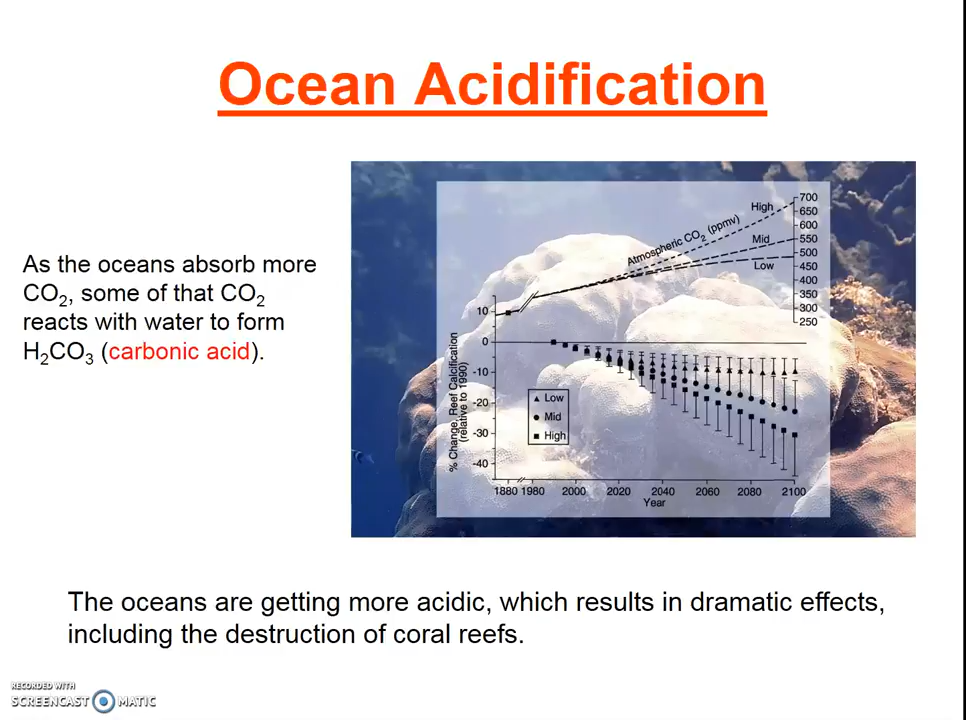 Ocean Acidification
As the oceans absorb more
CO₂, some of that CO₂
reacts with water to form
H₂CO₃ (carbonic acid).
Atmospheric CO₂ (ppmv)
High
Mid
Low
700
650
600
550
500
450
400
350
300
250
% Change, Reef Calcification
(relative to 1990)
10
0
-10
-20
-30
-40
Low
Mid
High
1880 1980 2000 2020 2040 2060 2080 2100
Year
The oceans are getting more acidic, which results in dramatic effects,
including the destruction of coral reefs.
RECORDED WITH
SCREENCAST MATIC